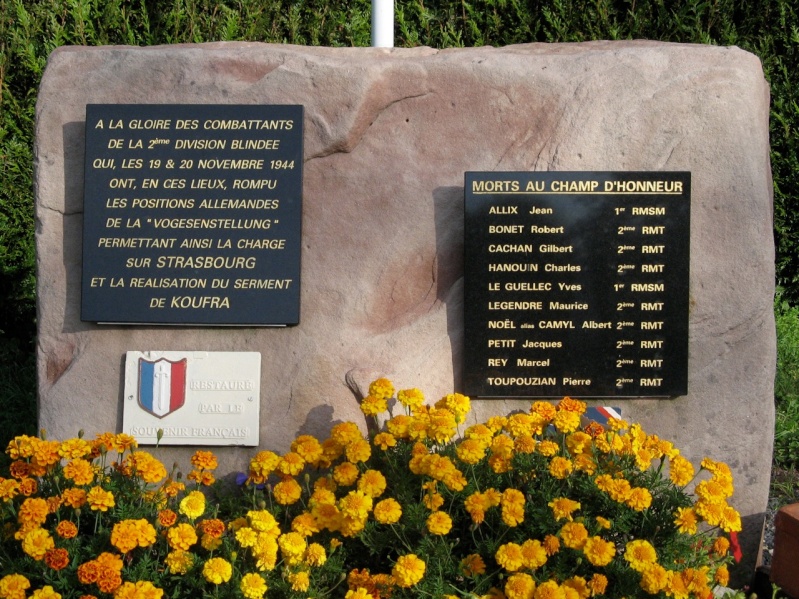 A LA GLOIRE DES COMBATTANTS
DE LA 2ème DIVISION BLINDEE
QUI, LES 19 & 20 NOVEMBRE 1944
ONT, EN CES LIEUX, ROMPU
LES POSITIONS ALLEMANDES
DE LA "VOGESENSTELLUNG"
PERMETTANT AINSI LA CHARGE
SUR STRASBOURG
ET LA REALISATION DU SERMENT
DE KOUFRA
RESTAURÉ
PAR LE
SOUVENIR FRANÇAIS
MORTS AU CHAMP D'HONNEUR
ALLIX Jean 1er RMSM
BONET Robert 2ème RMT
CACHAN Gilbert 2ème RMT
HANOUIN Charles 2ème RMT
LE GUELLEC Yves 1er RMSM
LEGENDRE Maurice 2ème RMT
NOËL alias CAMYL Albert 2ème RMT
PETIT Jacques 2ème RMT
REY Marcel 2ème RMT
TOUPOUZIAN Pierre 2ème RMT